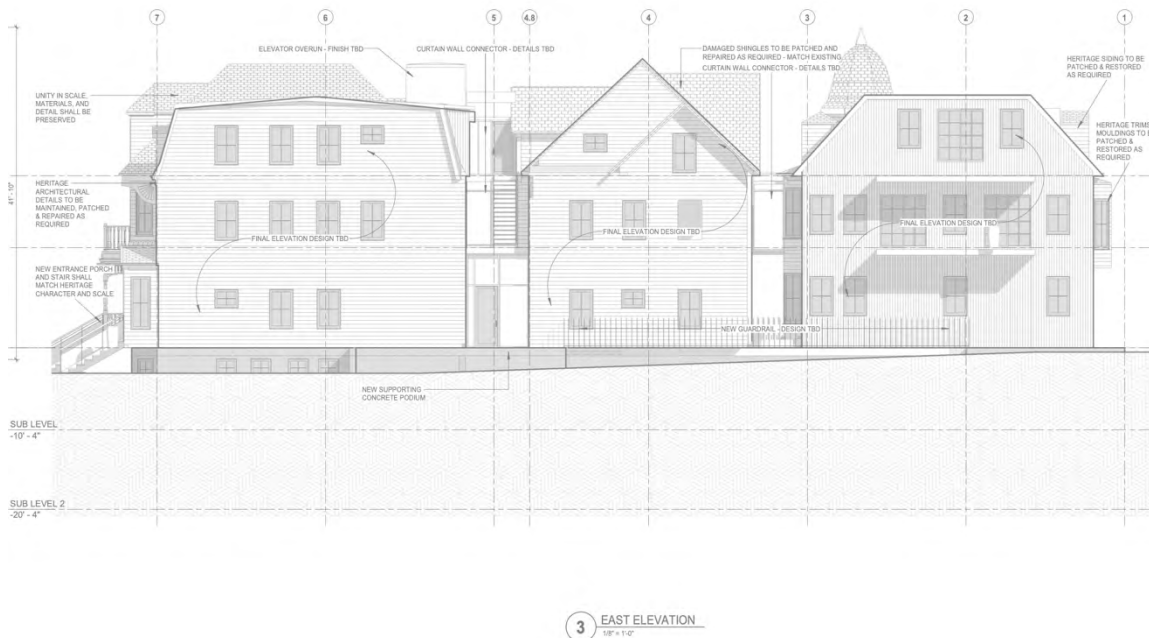 7
6
5
4.8
4
3
2
1
ELEVATOR OVERUN - FINISH TBD
CURTAIN WALL CONNECTOR - DETAILS TBD
DAMAGED SHINGLES TO BE PATCHED AND
REPAIRED AS REQUIRED - MATCH EXISTING
CURTAIN WALL CONNECTOR - DETAILS TBD
HERITAGE SIDING TO BE
PATCHED & RESTORED
AS REQUIRED
UNITY IN SCALE,
MATERIALS, AND
DETAIL SHALL BE
PRESERVED
HERITAGE TRIMS
MOULDINGS TO
PATCHED &
RESTORED AS
REQUIRED
41' - 10"
HERITAGE
ARCHITECTURAL
DETAILS TO BE
MAINTAINED, PATCHED
& REPAIRED AS
REQUIRED
FINAL ELEVATION DESIGN TBD
FINAL ELEVATION DESIGN TBD
FINAL ELEVATION DESIGN TBD
NEW ENTRANCE PORCH
AND STAIR SHALL
MATCH HERITAGE
CHARACTER AND SCALE
NEW GUARDRAIL - DESIGN TBD
NEW SUPPORTING
CONCRETE PODIUM
SUB LEVEL
-10' - 4"
SUB LEVEL 2
-20' - 4"
3
EAST ELEVATION
1/8" = 1'-0"